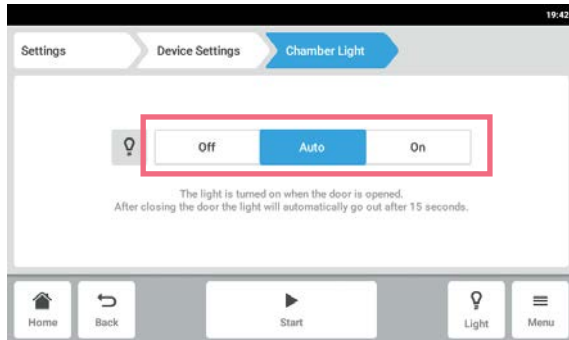 19:42
Settings
Device Settings
Chamber Light
Off
Auto
On
The light is turned on when the door is opened.
After closing the door the light will automatically go out after 15 seconds.
Home
Back
Start
Light
Menu